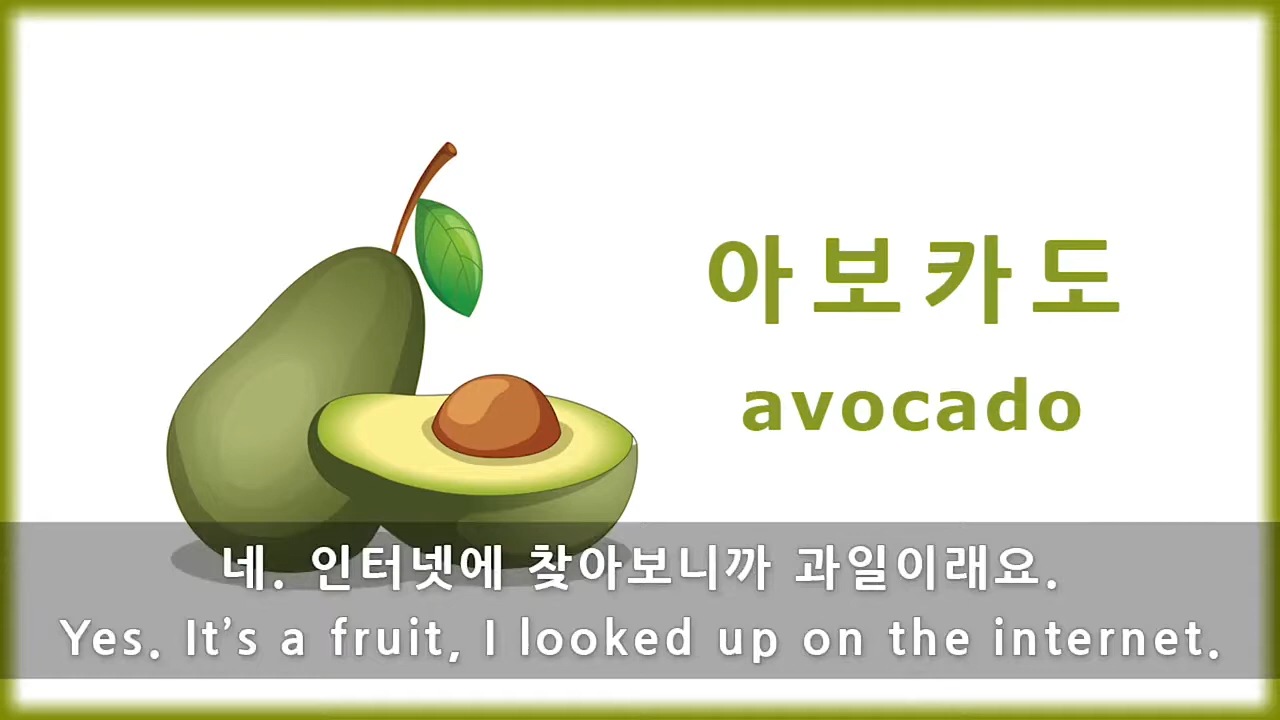 아보카도
avocado
네. 인터넷에 찾아보니까 과일이래요.
Yes. It’s a fruit, I looked up on the internet.